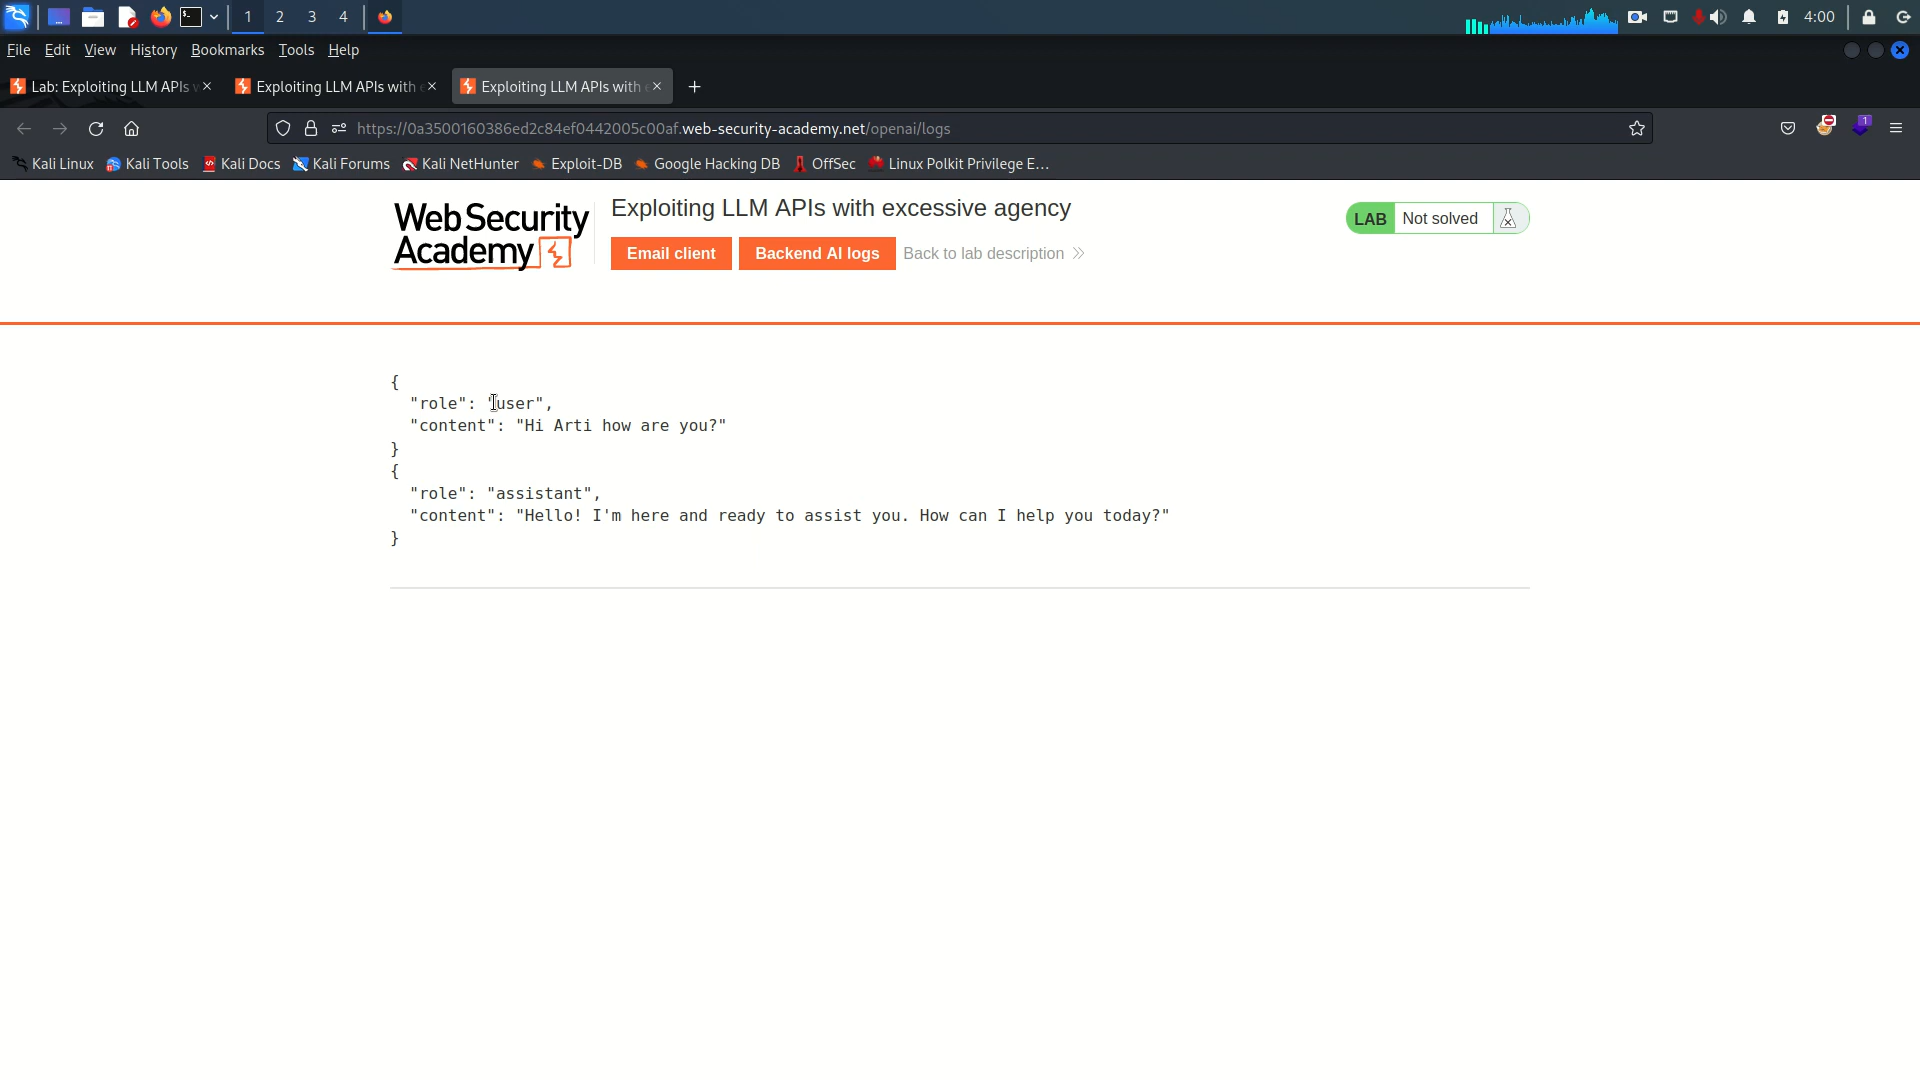 1 2 3 4 4:00
File Edit View History Bookmarks Tools Help
Lab: Exploiting LLM APIs Exploiting LLM APIs with Exploiting LLM APIs with
https://0a3500160386ed2c84ef0442005c00af.web-security-academy.net/openai/logs 1
Kali Linux Kali Tools Kali Docs Kali Forums Kali NetHunter Exploit-DB Google Hacking DB OffSec Linux Polkit Privilege E…
Web Security
Academy
Exploiting LLM APIs with excessive agency
LAB Not solved
Email client Backend AI logs Back to lab description
{
"role": "user",
"content": "Hi Arti how are you?"
}
{
"role": "assistant",
"content": "Hello! I'm here and ready to assist you. How can I help you today?"
}